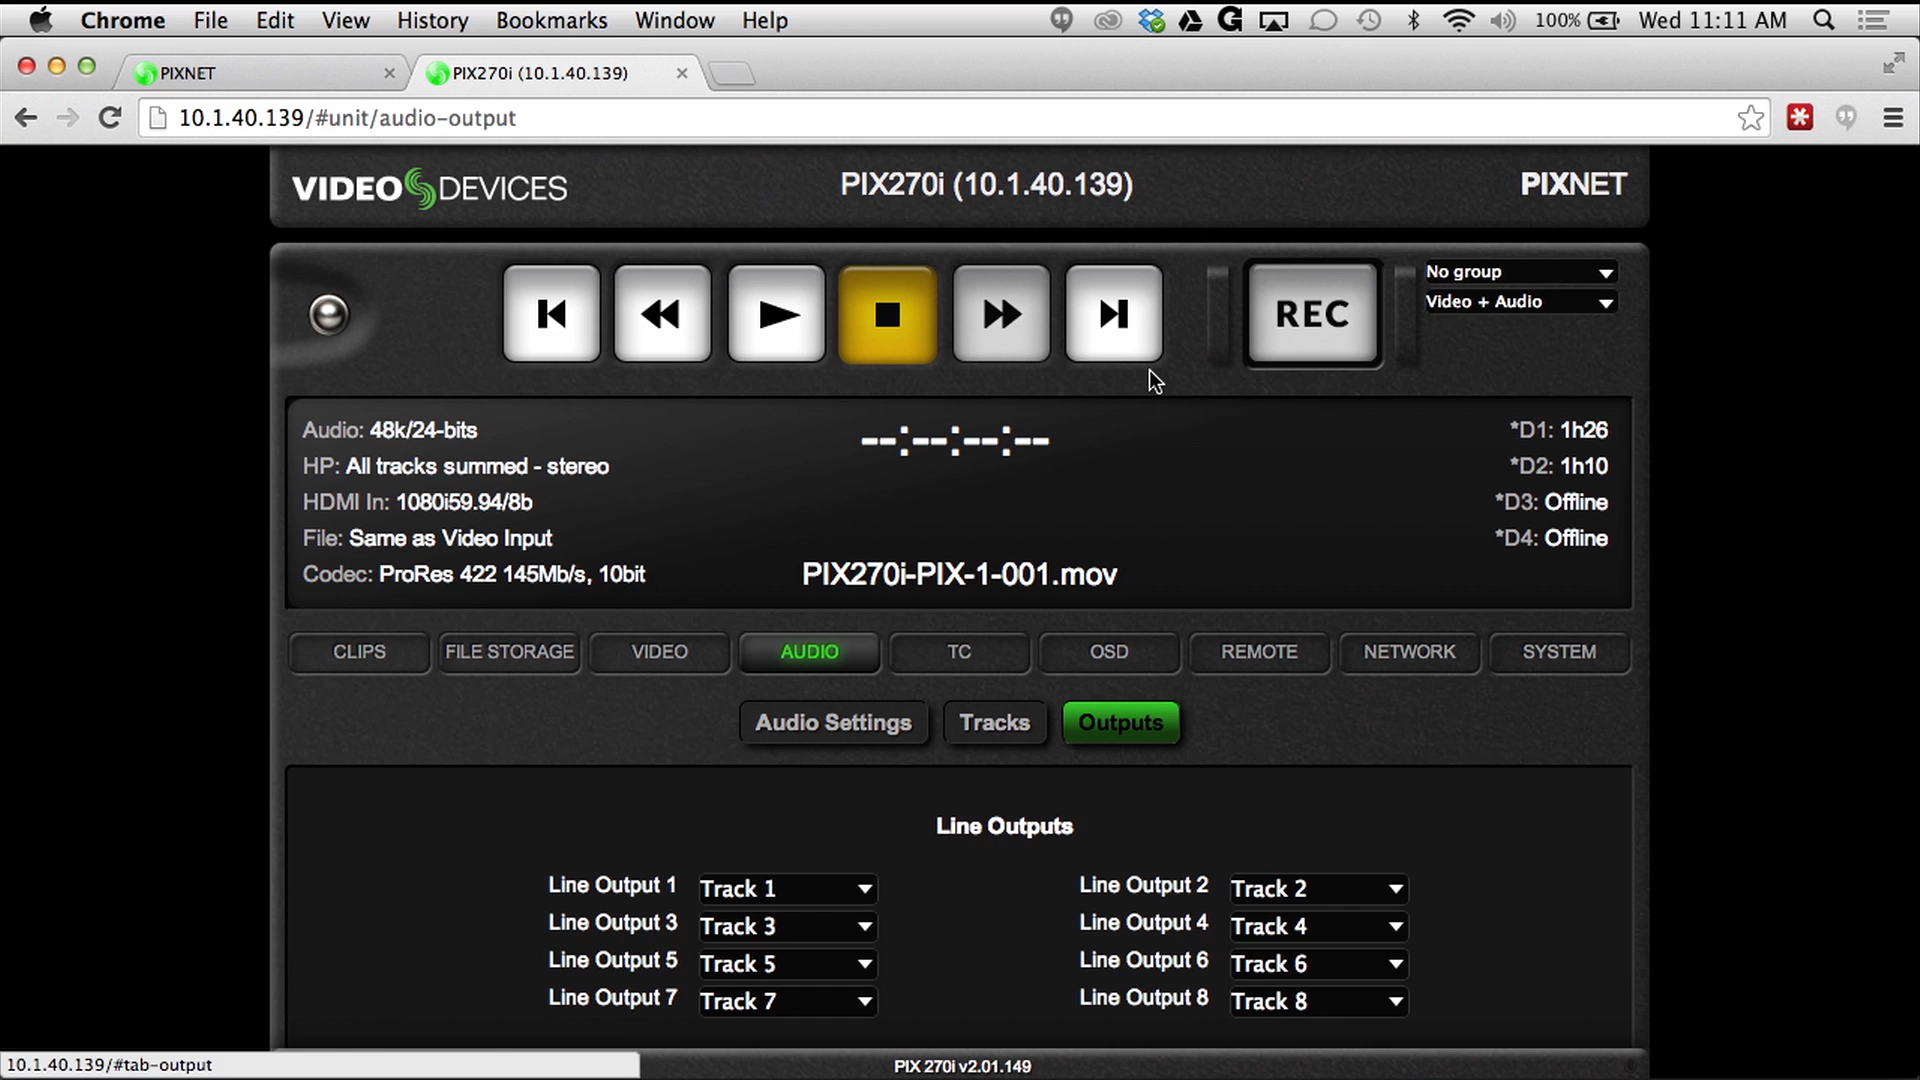 Chrome File Edit View History Bookmarks Window Help 100% Wed 11:11 AM
PIXNET PIX270i (10.1.40.139)
10.1.40.139/#unit/audio-output
VIDEO DEVICES PIX270i (10.1.40.139) PIXNET
REC
No group
Video + Audio
Audio: 48k/24-bits --:--:--:-- *D1: 1h26
HP: All tracks summed - stereo *D2: 1h10
HDMI In: 1080i59.94/8b *D3: Offline
File: Same as Video Input *D4: Offline
Codec: ProRes 422 145Mb/s, 10bit PIX270i-PIX-1-001.mov
CLIPS FILE STORAGE VIDEO AUDIO TC OSD REMOTE NETWORK SYSTEM
Audio Settings Tracks Outputs
Line Outputs
Line Output 1 Track 1 Line Output 2 Track 2
Line Output 3 Track 3 Line Output 4 Track 4
Line Output 5 Track 5 Line Output 6 Track 6
Line Output 7 Track 7 Line Output 8 Track 8
10.1.40.139/#tab-output PIX 270i v2.01.149